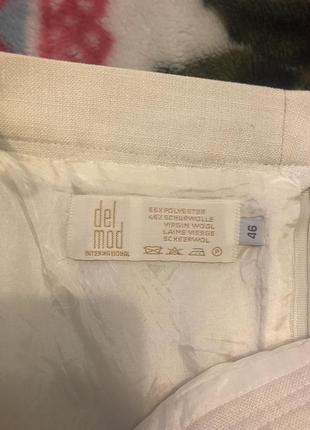 del
mod
INTERNATIONAL
55% POLYESTER
45% SCHURWOLLE
VIRGIN WOOL
LAINE VIERGE
SCHEERWOL
P
46